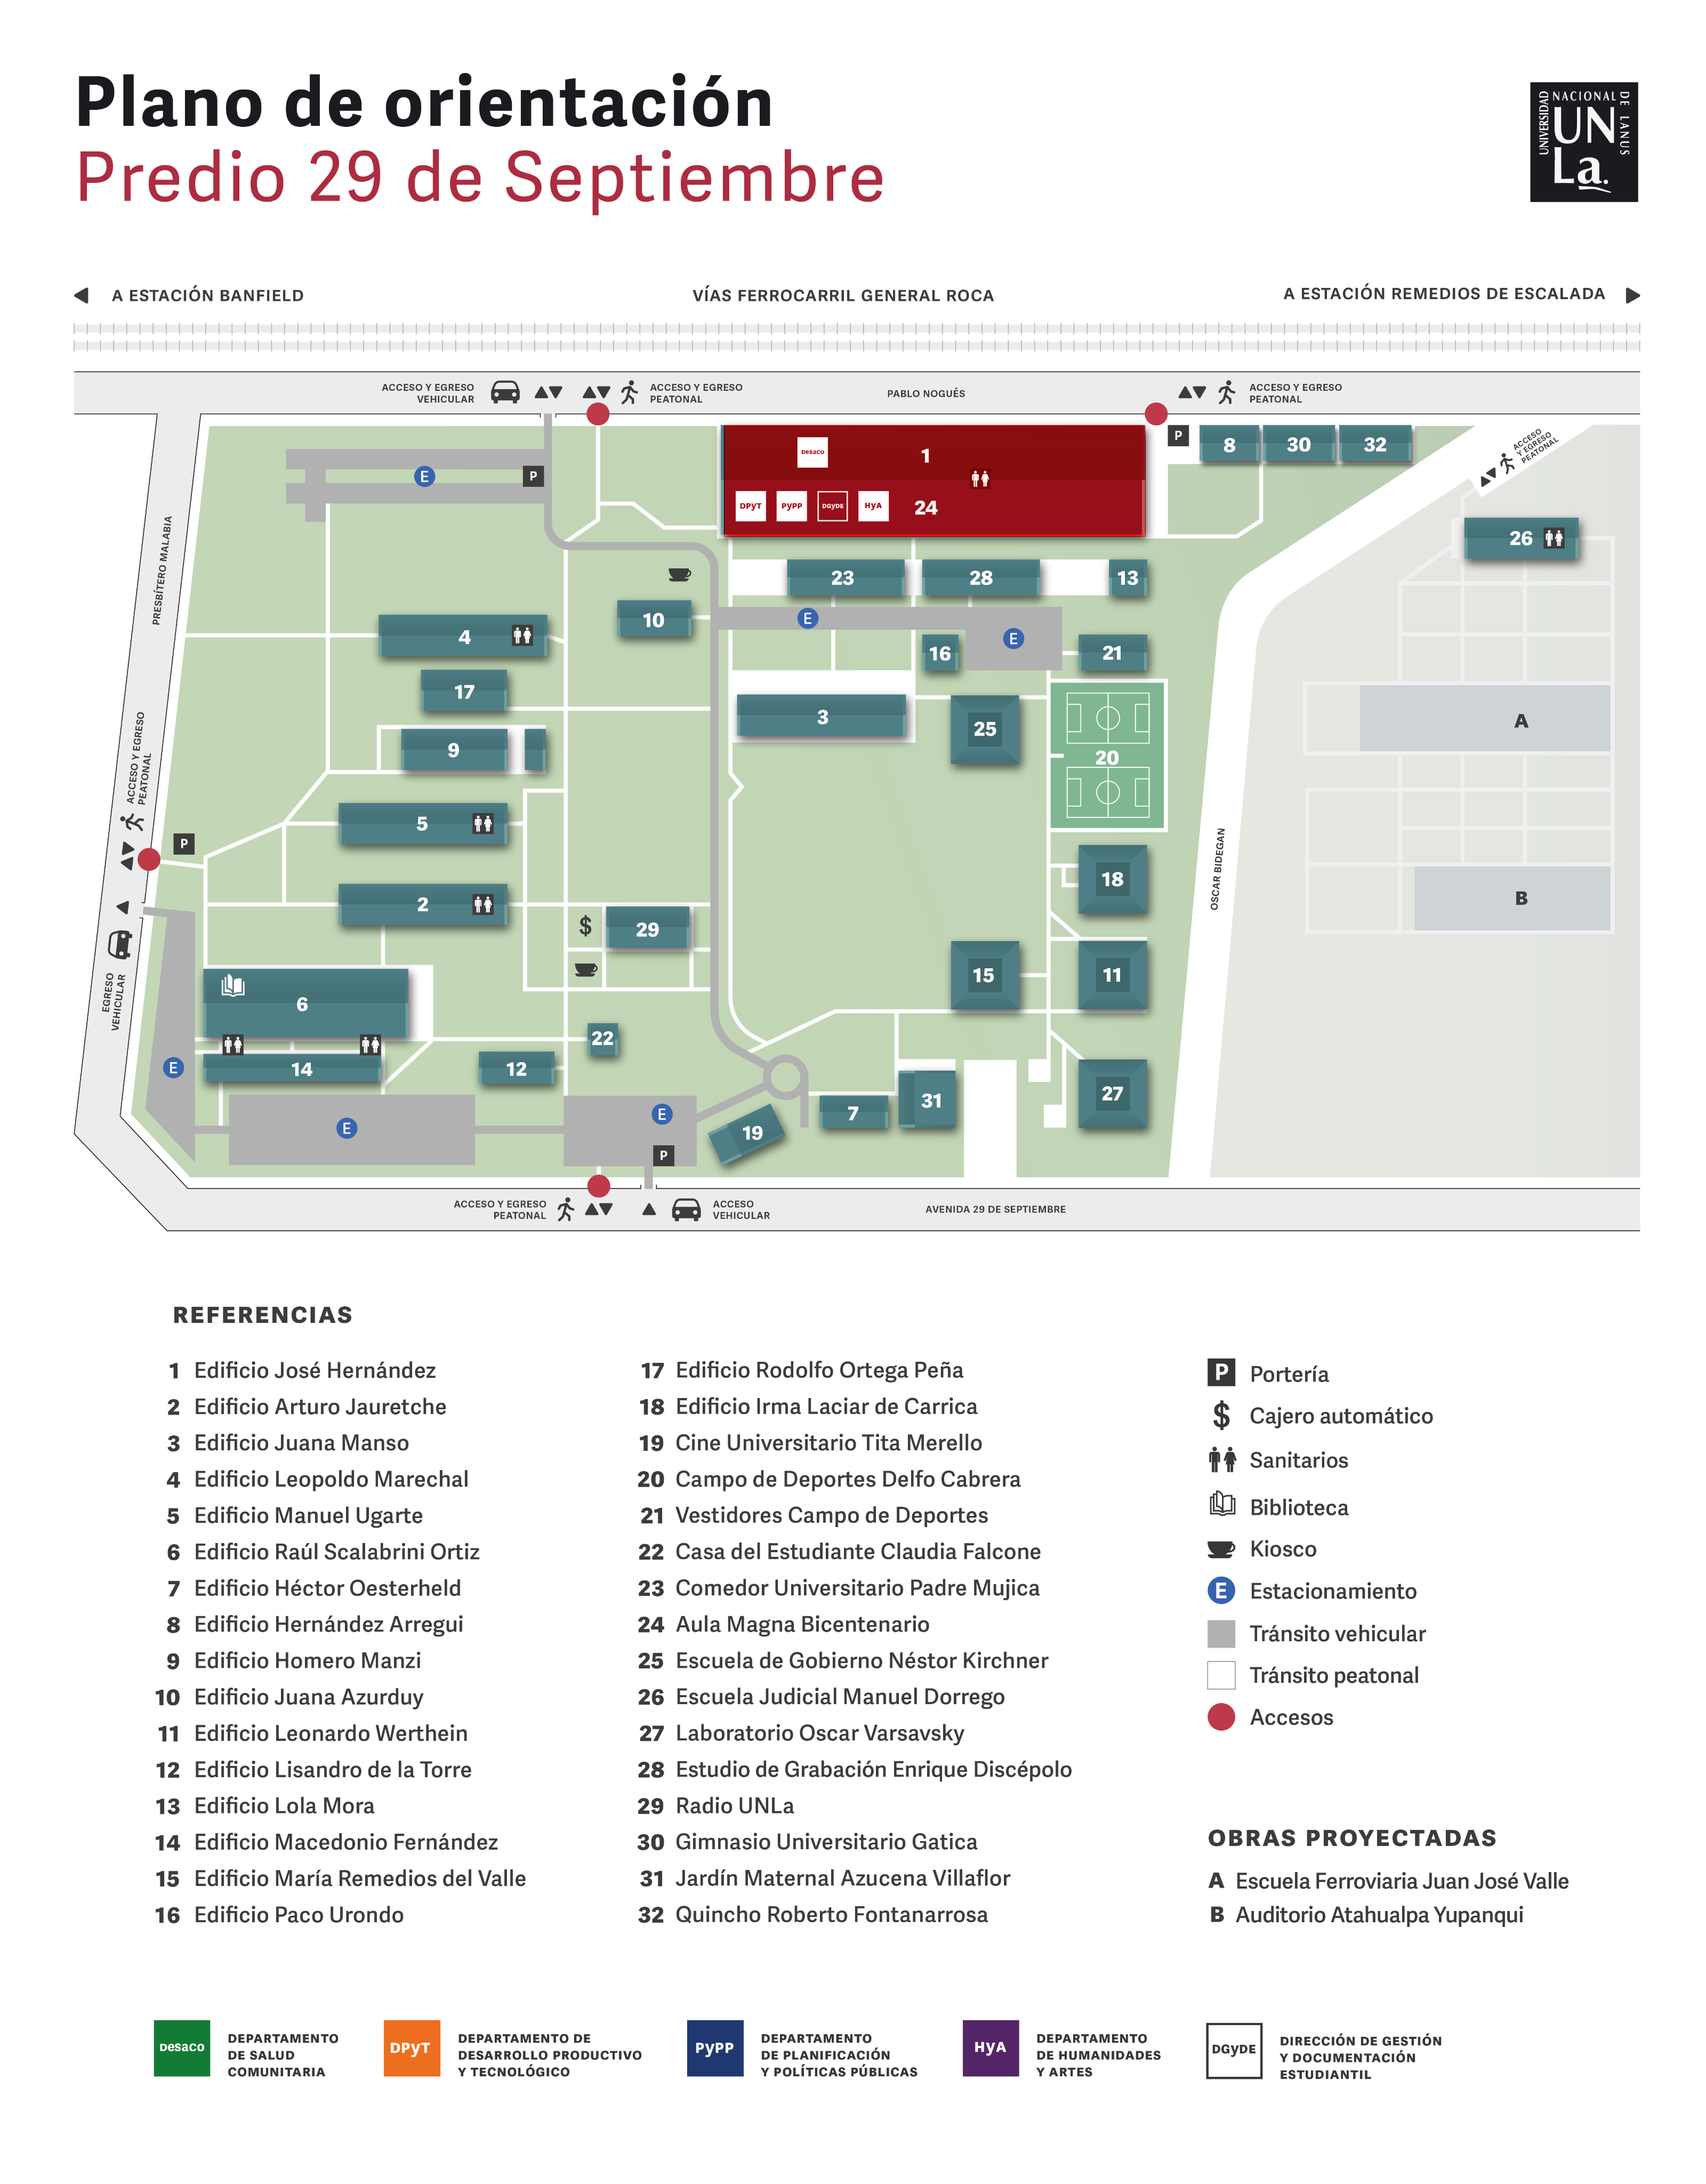 Plano de orientación
Predio 29 de Septiembre
UNIVERSIDAD NACIONAL DE LANUS
UN
La.
A ESTACIÓN BANFIELD
VÍAS FERROCARRIL GENERAL ROCA
A ESTACIÓN REMEDIOS DE ESCALADA
ACCESO Y EGRESO
VEHICULAR
ACCESO Y EGRESO
PEATONAL
PABLO NOGUÉS
ACCESO Y EGRESO
PEATONAL
ACCESO
Y EGRESO
PEATONAL
P
8
30
32
DESACO
1
DPyT
PyPP
DGyDE
HyA
24
E
P
26
PRESBÍTERO MALABIA
23
28
13
10
E
E
4
16
21
17
3
25
A
9
20
ACCESO Y EGRESO
PEATONAL
5
P
OSCAR BIDEGAN
18
2
B
$
29
EGRESO
VEHICULAR
6
15
11
22
E
14
12
27
7
31
E
E
19
P
ACCESO Y EGRESO
PEATONAL
ACCESO
VEHICULAR
AVENIDA 29 DE SEPTIEMBRE
REFERENCIAS
1 Edificio José Hernández
2 Edificio Arturo Jauretche
3 Edificio Juana Manso
4 Edificio Leopoldo Marechal
5 Edificio Manuel Ugarte
6 Edificio Raúl Scalabrini Ortiz
7 Edificio Héctor Oesterheld
8 Edificio Hernández Arregui
9 Edificio Homero Manzi
10 Edificio Juana Azurduy
11 Edificio Leonardo Werthein
12 Edificio Lisandro de la Torre
13 Edificio Lola Mora
14 Edificio Macedonio Fernández
15 Edificio María Remedios del Valle
16 Edificio Paco Urondo
17 Edificio Rodolfo Ortega Peña
18 Edificio Irma Laciar de Carrica
19 Cine Universitario Tita Merello
20 Campo de Deportes Delfo Cabrera
21 Vestidores Campo de Deportes
22 Casa del Estudiante Claudia Falcone
23 Comedor Universitario Padre Mujica
24 Aula Magna Bicentenario
25 Escuela de Gobierno Néstor Kirchner
26 Escuela Judicial Manuel Dorrego
27 Laboratorio Oscar Varsavsky
28 Estudio de Grabación Enrique Discépolo
29 Radio UNLa
30 Gimnasio Universitario Gatica
31 Jardín Maternal Azucena Villaflor
32 Quincho Roberto Fontanarrosa
P Portería
$ Cajero automático
Sanitarios
Biblioteca
Kiosco
E Estacionamiento
Tránsito vehicular
Tránsito peatonal
Accesos
OBRAS PROYECTADAS
A Escuela Ferroviaria Juan José Valle
B Auditorio Atahualpa Yupanqui
DESACO
DEPARTAMENTO
DE SALUD
COMUNITARIA
DPyT
DEPARTAMENTO DE
DESARROLLO PRODUCTIVO
Y TECNOLÓGICO
PyPP
DEPARTAMENTO
DE PLANIFICACIÓN
Y POLÍTICAS PÚBLICAS
HyA
DEPARTAMENTO
DE HUMANIDADES
Y ARTES
DGyDE
DIRECCIÓN DE GESTIÓN
Y DOCUMENTACIÓN
ESTUDIANTIL